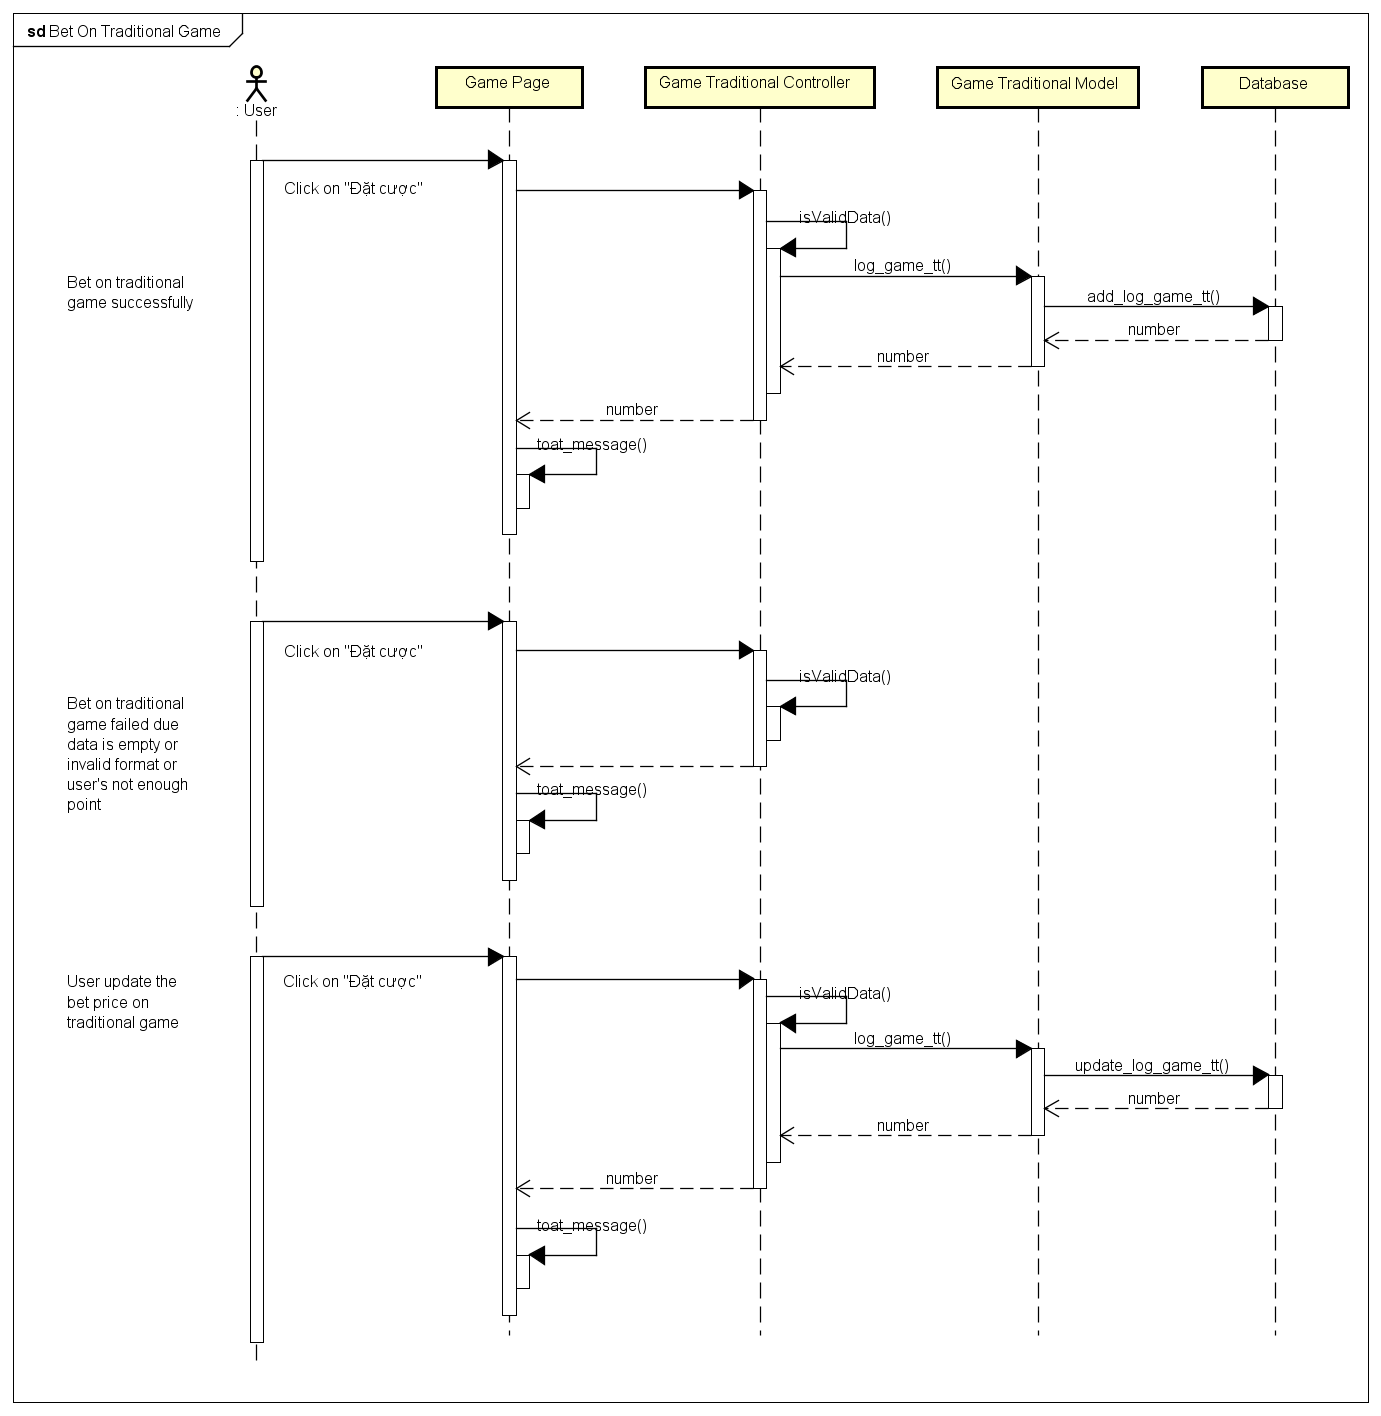 sd Bet On Traditional Game
: User
Game Page
Game Traditional Controller
Game Traditional Model
Database
Click on "Đặt cược"
isValidData()
log_game_tt()
Bet on traditional
game successfully
add_log_game_tt()
number
number
number
toat_message()
Click on "Đặt cược"
isValidData()
Bet on traditional
game failed due
data is empty or
invalid format or
user's not enough
point
toat_message()
User update the
bet price on
traditional game
Click on "Đặt cược"
isValidData()
log_game_tt()
update_log_game_tt()
number
number
number
toat_message()